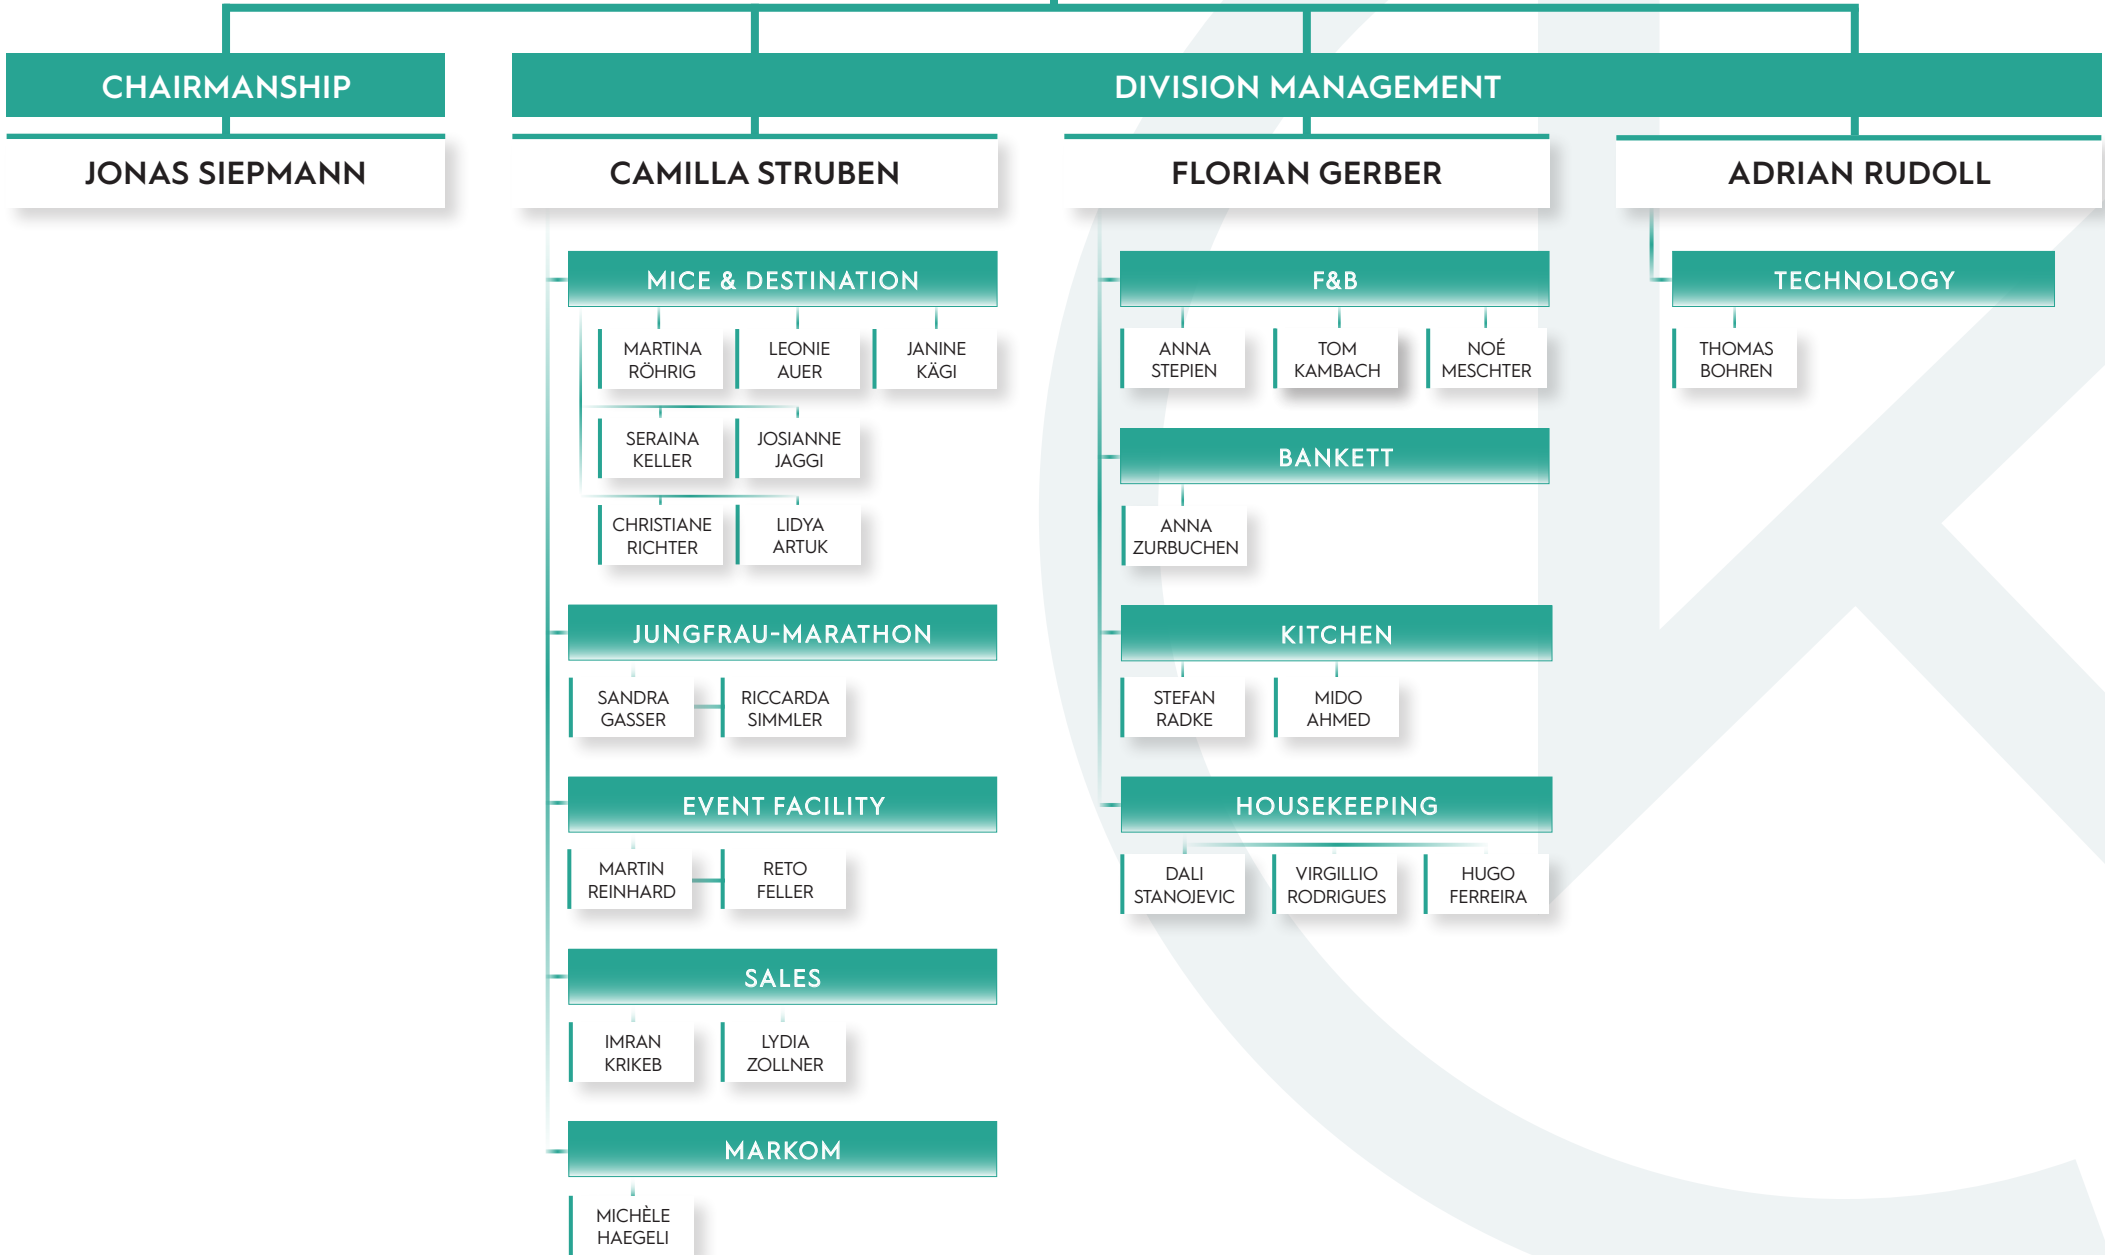 CHAIRMANSHIP
DIVISION MANAGEMENT
JONAS SIEPMANN
CAMILLA STRUBEN
FLORIAN GERBER
ADRIAN RUDOLL
MICE & DESTINATION
MARTINA
RÖHRIG
LEONIE
AUER
JANINE
KÄGI
SERAINA
KELLER
JOSIANNE
JAGGI
CHRISTIANE
RICHTER
LIDYA
ARTUK
JUNGFRAU-MARATHON
SANDRA
GASSER
RICCARDA
SIMMLER
EVENT FACILITY
MARTIN
REINHARD
RETO
FELLER
SALES
IMRAN
KRIKEB
LYDIA
ZOLLNER
MARKOM
MICHÈLE
HAEGELI
F&B
ANNA
STEPIEN
TOM
KAMBACH
NOÉ
MESCHTER
BANKETT
ANNA
ZURBUCHEN
KITCHEN
STEFAN
RADKE
MIDO
AHMED
HOUSEKEEPING
DALI
STANOJEVIC
VIRGILLIO
RODRIGUES
HUGO
FERREIRA
TECHNOLOGY
THOMAS
BOHREN